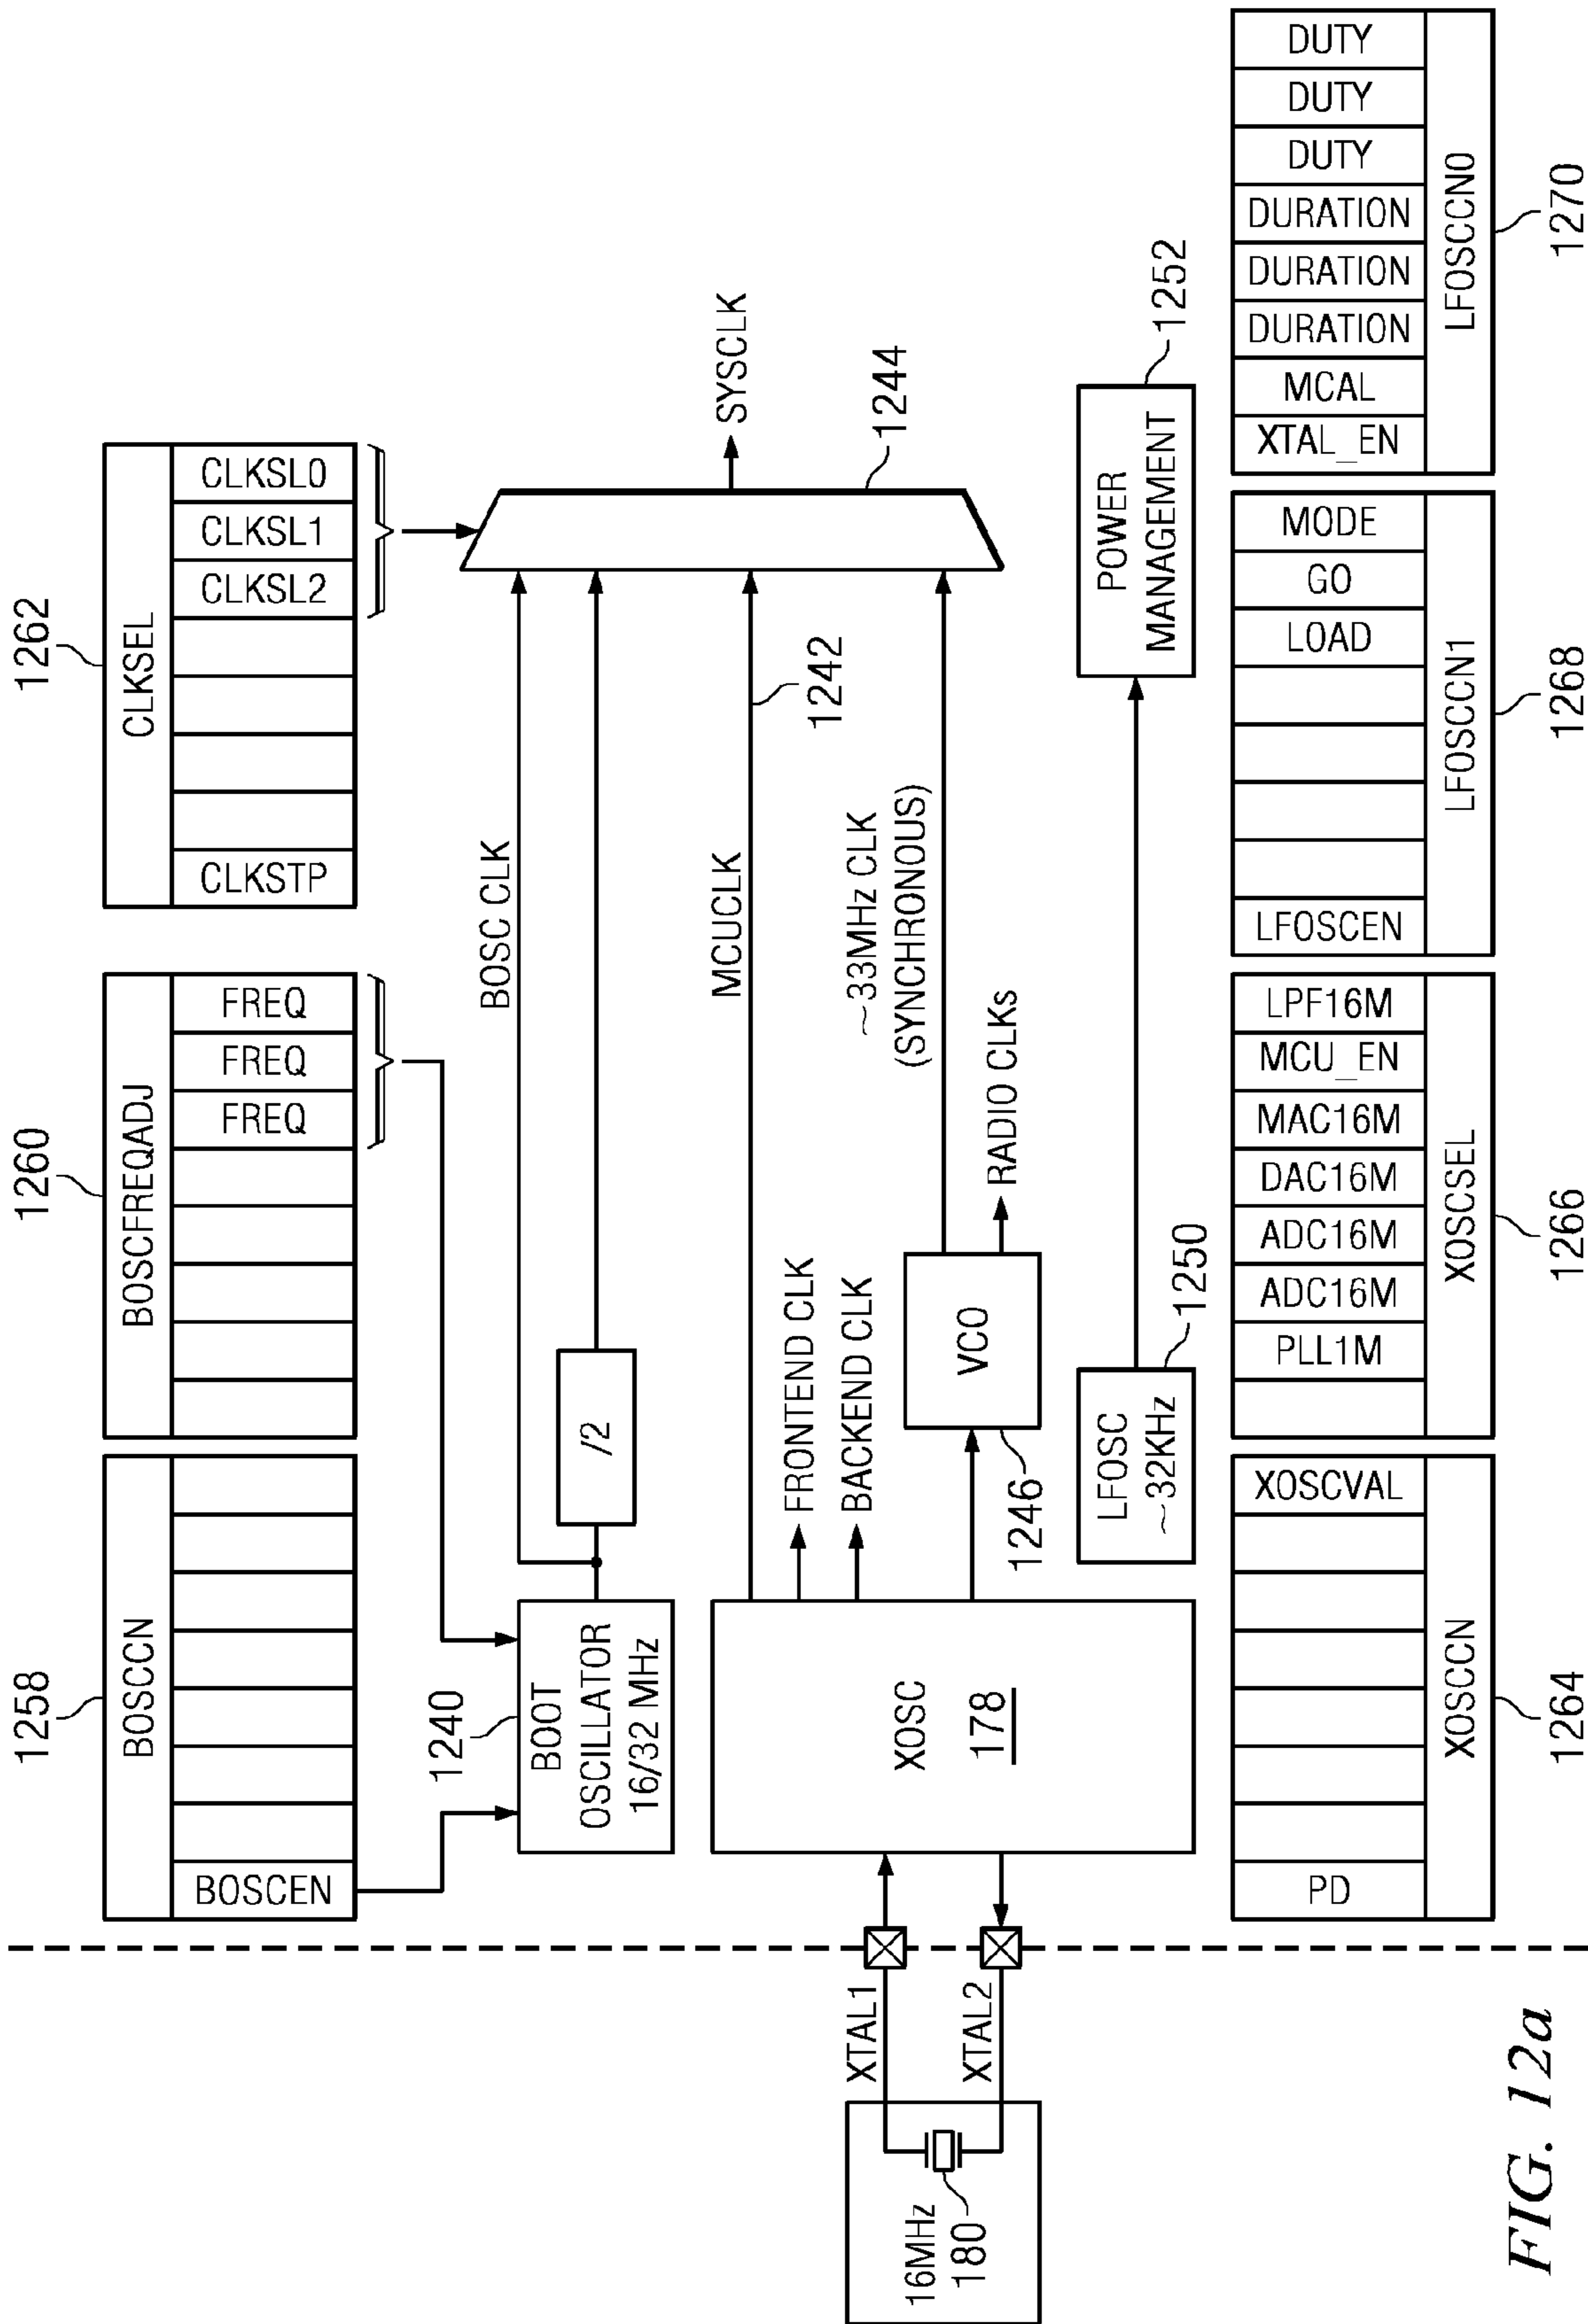 1258
1260
1262
BOSCCN
BOSCEN
BOSCFREQADJ
FREQ
FREQ
FREQ
CLKSEL
CLKSTP
CLKSL2
CLKSL1
CLKSL0
1240
BOOT
OSCILLATOR
16/32 MHz
/2
BOSC CLK
MCUCLK
1242
SYSCLK
1244
16MHz
180
XTAL1
XTAL2
XOSC
178
FRONTEND CLK
BACKEND CLK
VCO
1246
~33MHz CLK
(SYNCHRONOUS)
RADIO CLKs
LFOSC
~32KHz
1250
POWER
MANAGEMENT
1252
PD
XOSCVAL
XOSCCN
1264
PLL1M
ADC16M
ADC16M
DAC16M
MAC16M
MCU_EN
LPF16M
XOSCSEL
1266
LFOSCEN
LOAD
GO
MODE
LFOSCCN1
1268
XTAL_EN
MCAL
DURATION
DURATION
DURATION
DUTY
DUTY
DUTY
LFOSCCN0
1270
FIG. 12a